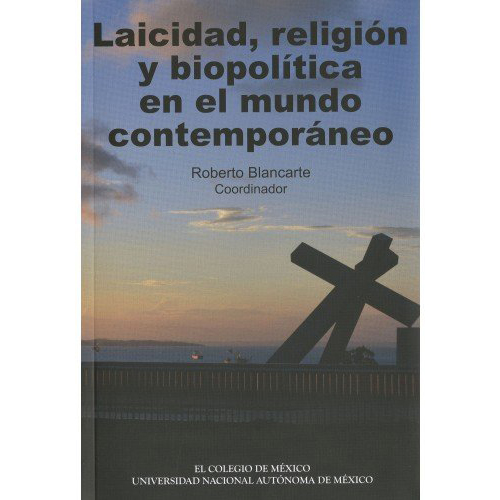 Laicidad, religión
y biopolítica
en el mundo
contemporáneo
Roberto Blancarte
Coordinador
EL COLEGIO DE MÉXICO
UNIVERSIDAD NACIONAL AUTÓNOMA DE MÉXICO